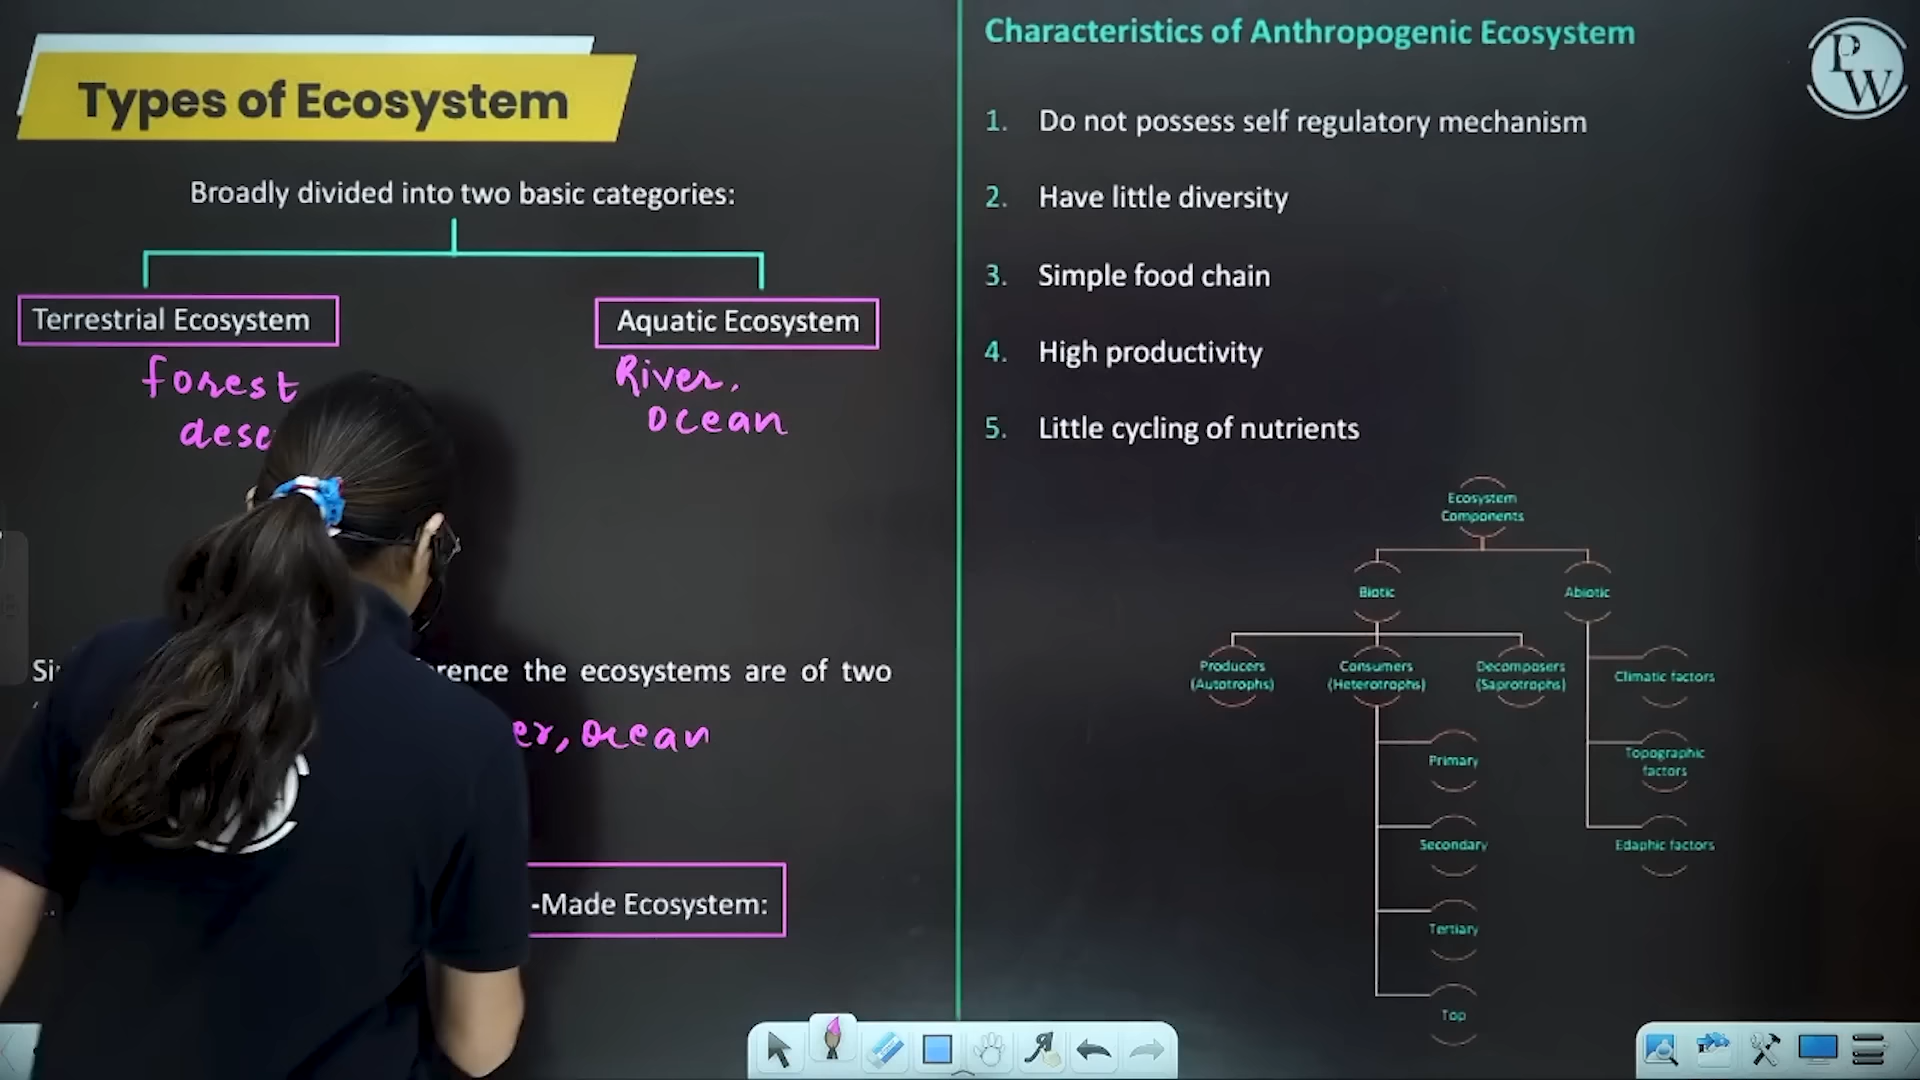 Types of Ecosystem
Broadly divided into two basic categories:
Terrestrial Ecosystem
Aquatic Ecosystem
forest
River,
ocean
rence the ecosystems are of two
er, Ocean
-Made Ecosystem:
Characteristics of Anthropogenic Ecosystem
1. Do not possess self regulatory mechanism
2. Have little diversity
3. Simple food chain
4. High productivity
5. Little cycling of nutrients
Ecosystem
Components
Biotic
Abiotic
Producers
(Autotrophs)
Consumers
(Heterotrophs)
Decomposers
(Saprotrophs)
Climatic factors
Topographic
factors
Edaphic factors
Primary
Secondary
Tertiary
Top
PW